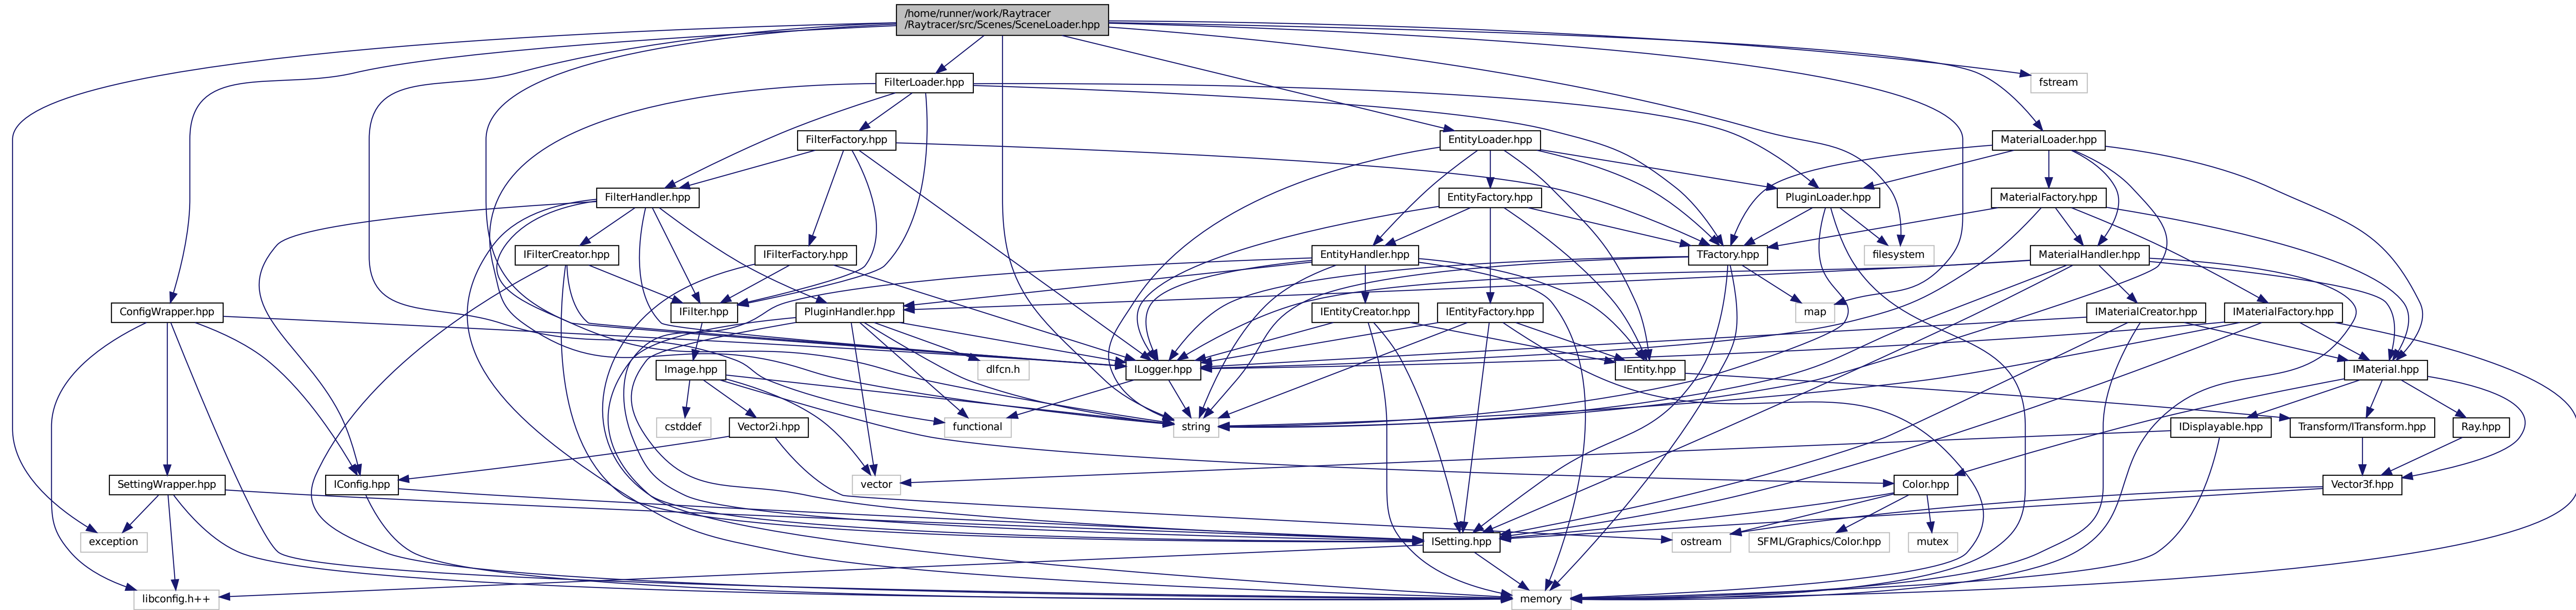 /home/runner/work/Raytracer
/Raytracer/src/Scenes/SceneLoader.hpp
FilterLoader.hpp
fstream
FilterFactory.hpp
EntityLoader.hpp
MaterialLoader.hpp
FilterHandler.hpp
EntityFactory.hpp
PluginLoader.hpp
MaterialFactory.hpp
IFilterCreator.hpp
IFilterFactory.hpp
EntityHandler.hpp
TFactory.hpp
filesystem
MaterialHandler.hpp
ConfigWrapper.hpp
IFilter.hpp
PluginHandler.hpp
IEntityCreator.hpp
IEntityFactory.hpp
map
IMaterialCreator.hpp
IMaterialFactory.hpp
Image.hpp
dlfcn.h
ILogger.hpp
IEntity.hpp
IMaterial.hpp
cstddef
Vector2i.hpp
functional
string
IDisplayable.hpp
Transform/ITransform.hpp
Ray.hpp
SettingWrapper.hpp
IConfig.hpp
vector
Color.hpp
Vector3f.hpp
exception
ISetting.hpp
ostream
SFML/Graphics/Color.hpp
mutex
libconfig.h++
memory